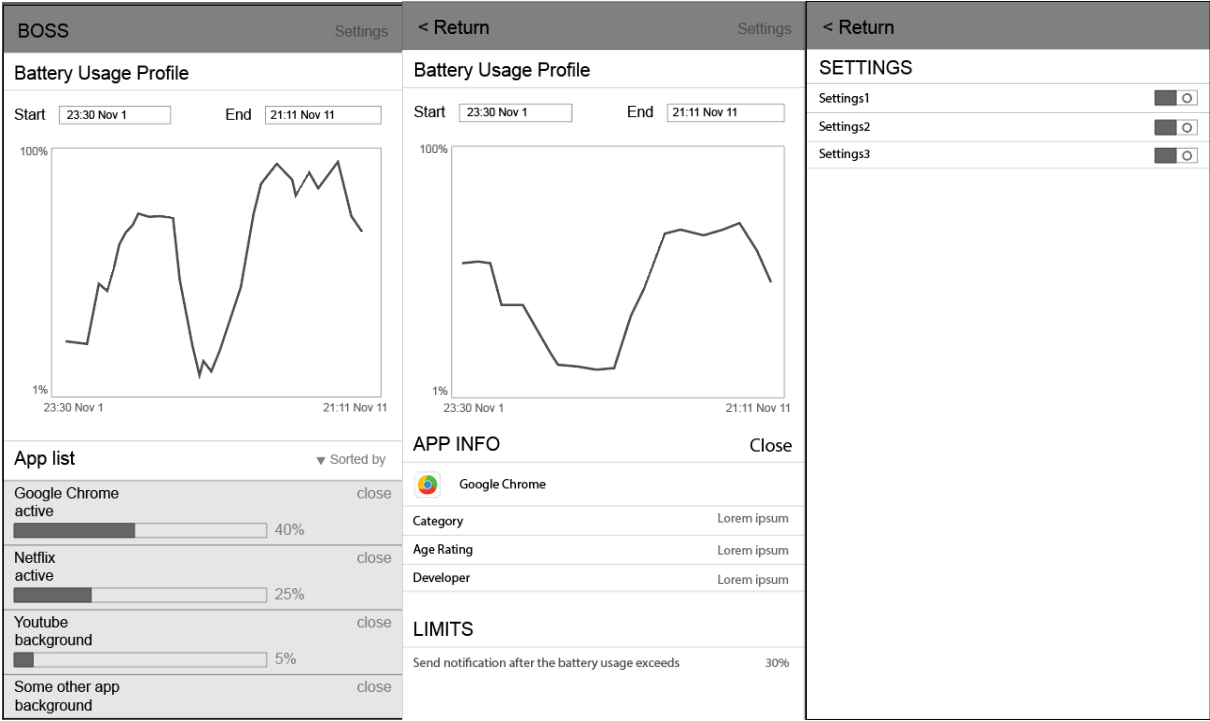 BOSS
Settings
Battery Usage Profile
Start 23:30 Nov 1 End 21:11 Nov 11
100%
1%
23:30 Nov 1 21:11 Nov 11
App list ▼ Sorted by
Google Chrome close
active
40%
Netflix close
active
25%
Youtube close
background
5%
Some other app close
background
< Return
Settings
Battery Usage Profile
Start 23:30 Nov 1 End 21:11 Nov 11
100%
1%
23:30 Nov 1 21:11 Nov 11
APP INFO Close
Google Chrome
Category Lorem ipsum
Age Rating Lorem ipsum
Developer Lorem ipsum
LIMITS
Send notification after the battery usage exceeds 30%
< Return
SETTINGS
Settings1
Settings2
Settings3